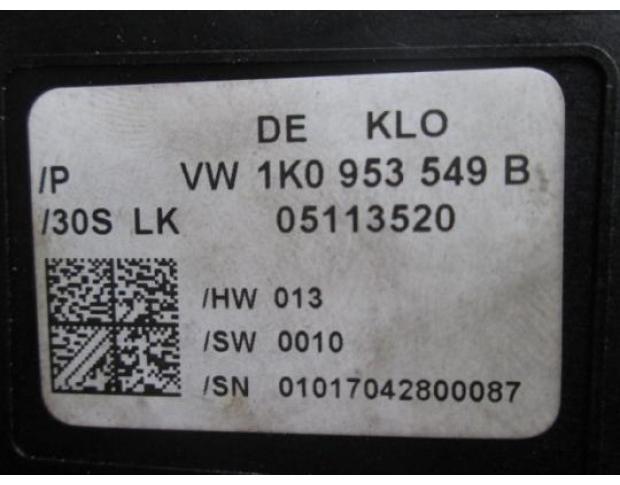 DE KLO
/P VW 1K0 953 549 B
/30S LK 05113520
/HW 013
/SW 0010
/SN 01017042800087